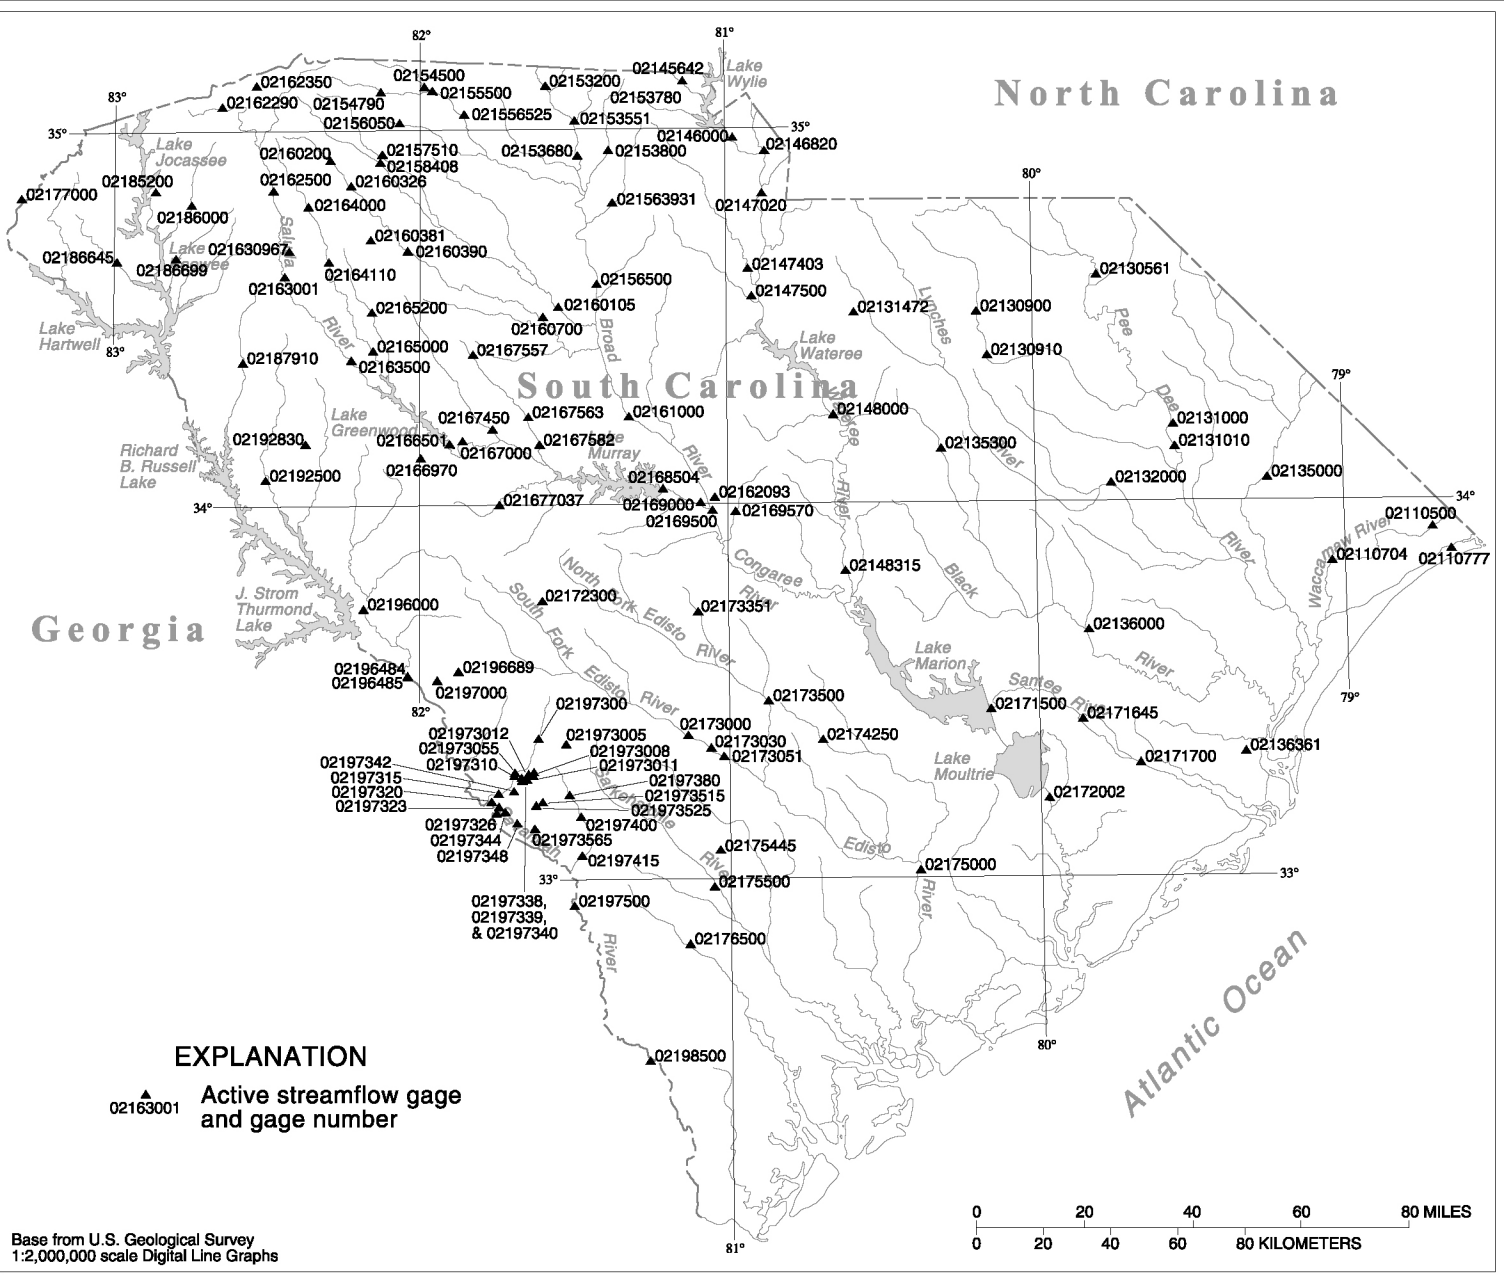 82°
81°
Lake
Wylie
North Carolina
83°
02162350
02162290
02154500
02155500
02154790
02156050
021556525
02153200
02153551
02145642
02153780
35°
35°
02146000
02146820
Lake
Jocassee
02160200
02157510
02158408
02160326
02153680
02153800
80°
02177000
02185200
02186000
02162500
02164000
021563931
02147020
Saluda
02160381
02160390
021630967
02186645
Lake
Keowee
02186699
02163001
02164110
02147403
02147500
02156500
02130561
02165200
02160105
02160700
02131472
Lynches
02130900
Pee
Lake
Hartwell
83°
River
Broad
Lake
Wateree
02130910
02187910
02165000
02163500
02167557
South Carolina
79°
Wateree
02148000
Dee
02131000
02131010
Lake
Greenwood
02167450
02167563
02161000
02192830
02166501
02167000
02167582
02166970
Lake
Murray
02135300
River
Richard
B. Russell
Lake
02192500
River
02168504
02162093
02169000
02169500
02169570
River
02132000
02135000
34°
021677037
34°
02110500
02110704
02110777
Waccamaw River
River
02148315
Congaree
River
Black
North Fork Edisto
River
02172300
South Fork
Edisto
River
02173351
02196000
J. Strom
Thurmond
Lake
Georgia
02136000
River
Lake
Marion
Santee
River
02171500
02171645
79°
02196484
02196485
02196689
02197000
82°
02197300
02173500
02173000
02173030
02173051
02174250
021973012
021973055
02197310
021973005
021973008
021973011
02197342
02197315
02197320
02197323
02197380
021973515
021973525
Salkehatchie
02197326
02197344
02197348
02197400
021973565
02197415
Savannah
Lake
Moultrie
02171700
02136361
02172002
02175445
River
02175500
Edisto
02175000
River
33°
33°
02197338,
02197339,
& 02197340
02197500
River
02176500
Atlantic Ocean
80°
EXPLANATION
02163001
Active streamflow gage
and gage number
02198500
81°
0 20 40 60 80 MILES
0 20 40 60 80 KILOMETERS
Base from U.S. Geological Survey
1:2,000,000 scale Digital Line Graphs